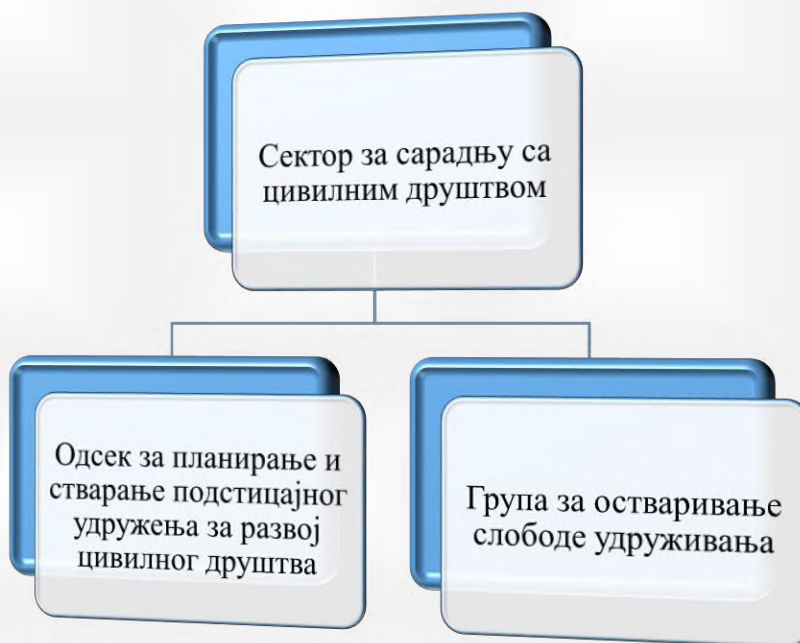 Сектор за сарадњу са
цивилним друштвом
Одсек за планирање и
стварање подстицајног
удружења за развој
цивилног друштва
Група за остваривање
слободе удруживања